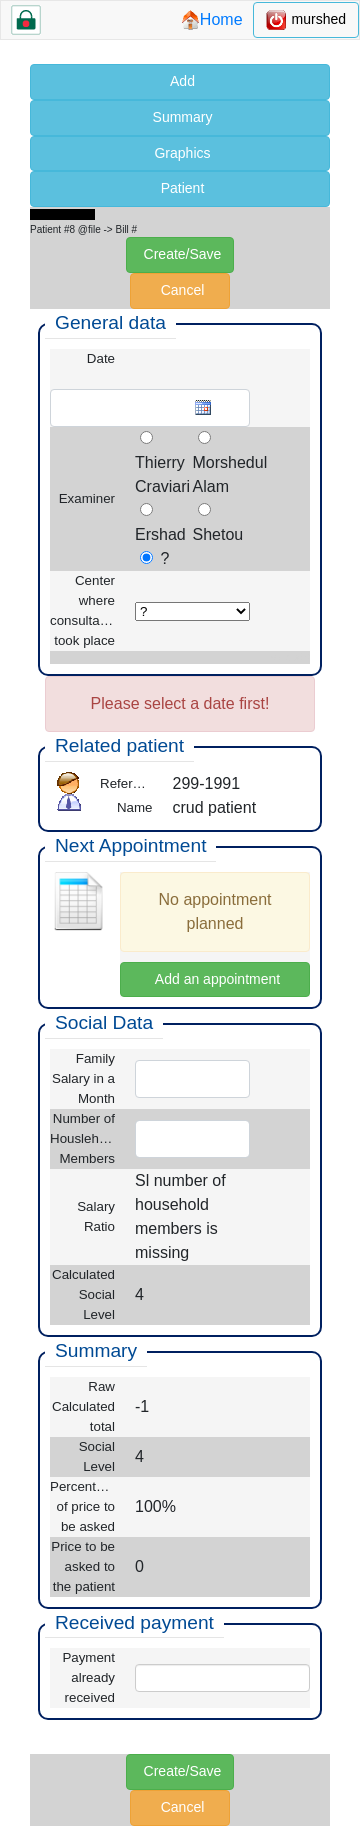 Home murshed
Add
Summary
Graphics
Patient
Patient #8 @file -> Bill #
Create/Save
Cancel
General data
Date
Examiner
Thierry Craviari
Morshedul Alam
Ershad
Shetou
?
Center
where
consulta...
took place
?
Please select a date first!
Related patient
Refer... 299-1991
Name crud patient
Next Appointment
No appointment
planned
Add an appointment
Social Data
Family
Salary in a
Month
Number of
Housleh...
Members
Salary
Ratio
Sl number of
household
members is
missing
Calculated
Social
Level
4
Summary
Raw
Calculated
total
-1
Social
Level
4
Percent...
of price to
be asked
100%
Price to be
asked to
the patient
0
Received payment
Payment
already
received
Create/Save
Cancel